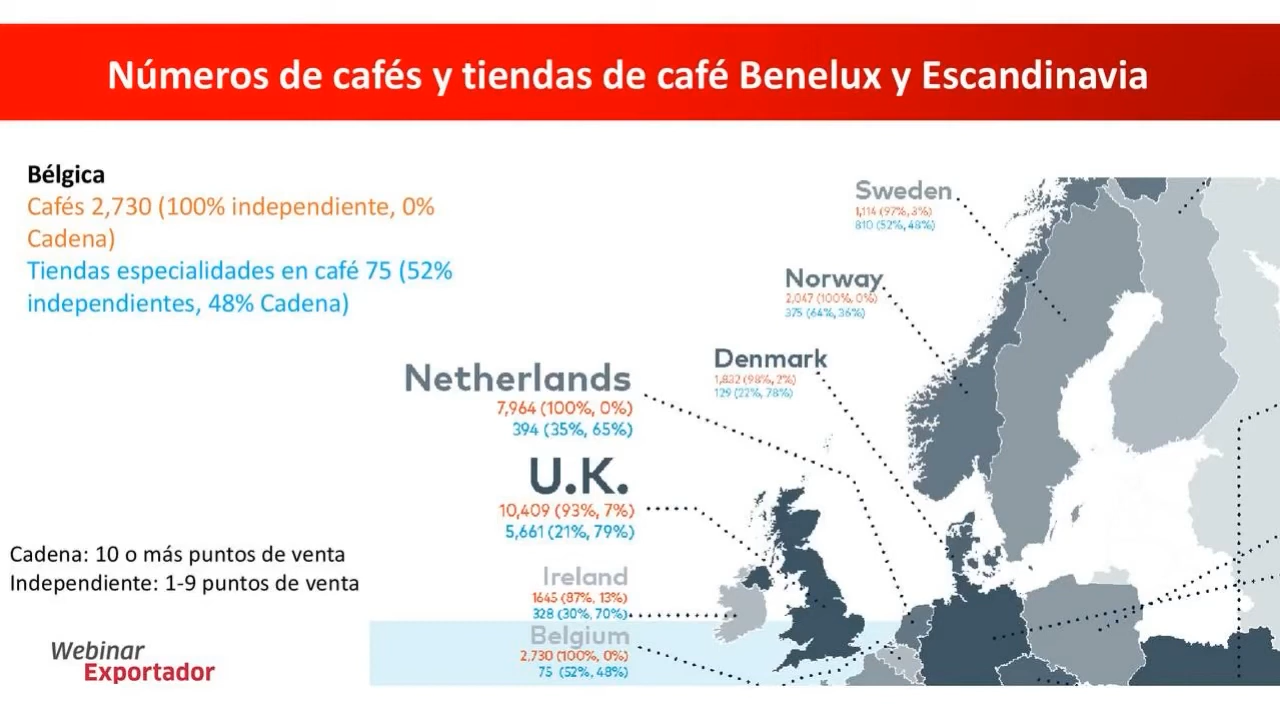 Números de cafés y tiendas de café Benelux y Escandinavia
Bélgica
Cafés 2,730 (100% independiente, 0%
Cadena)
Tiendas especialidades en café 75 (52%
independientes, 48% Cadena)
Sweden
1,114 (97%, 3%)
810 (52%, 48%)
Norway
2,047 (100%, 0%)
375 (64%, 36%)
Denmark
1,832 (98%, 2%)
129 (22%, 78%)
Netherlands
7,964 (100%, 0%)
394 (35%, 65%)
U.K.
10,409 (93%, 7%)
5,661 (21%, 79%)
Ireland
1645 (87%, 13%)
328 (30%, 70%)
Belgium
2,730 (100%, 0%)
75 (52%, 48%)
Cadena: 10 o más puntos de venta
Independiente: 1-9 puntos de venta
Webinar
Exportador